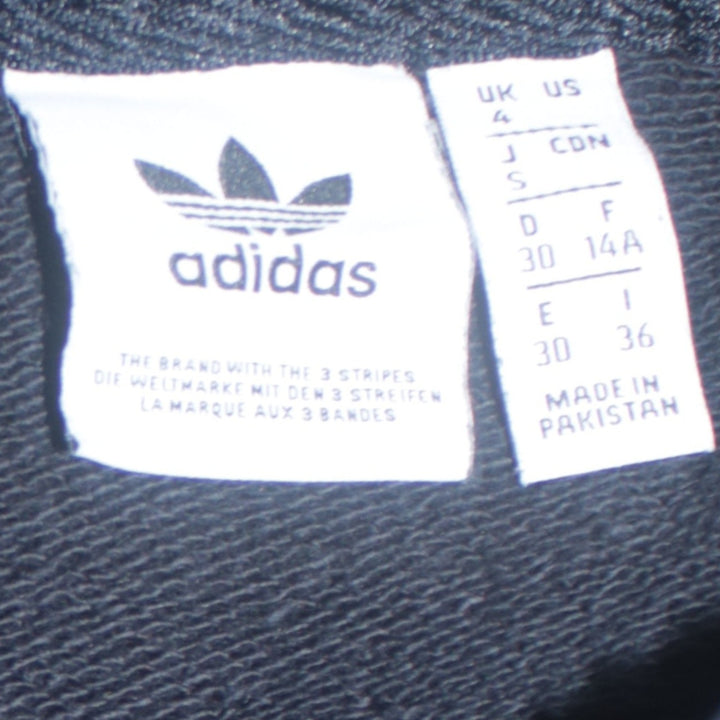 adidas
THE BRAND WITH THE 3 STRIPES
DIE WELTMARKE MIT DEN 3 STREIFEN
LA MARQUE AUX 3 BANDES
UK US
4
J CDN
S
D F
30 14A
E I
30 36
MADE IN
PAKISTAN